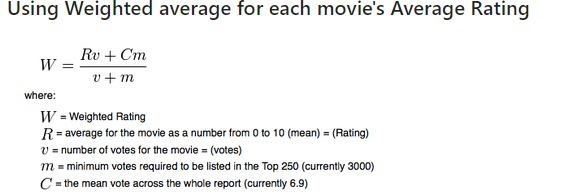 Using Weighted average for each movie's Average Rating
W = Rv + Cm / v + m
where:
W = Weighted Rating
R = average for the movie as a number from 0 to 10 (mean) = (Rating)
v = number of votes for the movie = (votes)
m = minimum votes required to be listed in the Top 250 (currently 3000)
C = the mean vote across the whole report (currently 6.9)